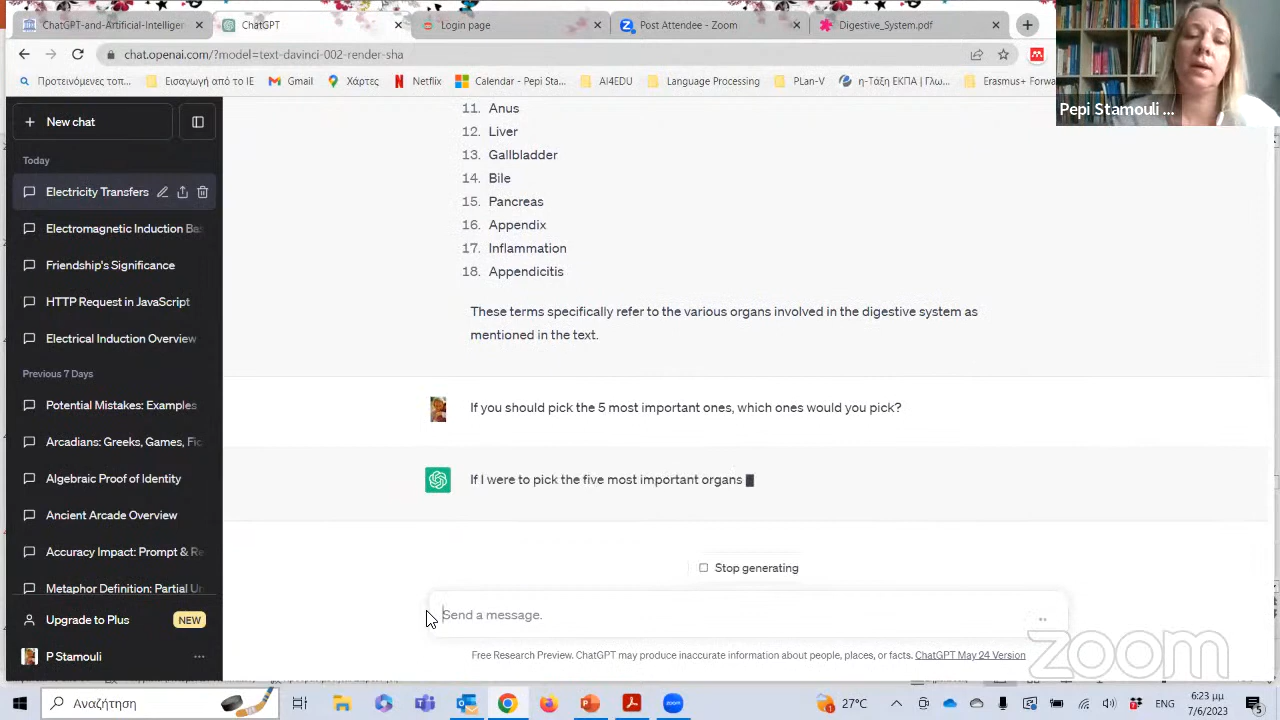 ChatGPT-and-Artificial-Intelligen
ChatGPT
Login page
Post Attendee - Zoom
Digestive_System.pdf
chat.openai.com/?model=text-davinci-002-render-sha
Προτεινόμενες τοπ...
Εισαγωγή από το IE
Gmail
Χάρτες
Netflix
Calendar - Pepi Sta...
AI4EDU
Language Processing
PLan-V
η-Τάξη ΕΚΠΑ | Γλω...
Erasmus+ Forwa
Pepi Stamouli ...
New chat
Today
Electricity Transfers
Electromagnetic Induction Bas
Friendship's Significance
HTTP Request in JavaScript
Electrical Induction Overview
Previous 7 Days
Potential Mistakes: Examples
Arcadians: Greeks, Games, Fic
Algebraic Proof of Identity
Ancient Arcade Overview
Accuracy Impact: Prompt & Re
Metaphor Definition: Partial Un
Upgrade to Plus
NEW
P Stamouli
11. Anus
12. Liver
13. Gallbladder
14. Bile
15. Pancreas
16. Appendix
17. Inflammation
18. Appendicitis
These terms specifically refer to the various organs involved in the digestive system as
mentioned in the text.
If you should pick the 5 most important ones, which ones would you pick?
If I were to pick the five most important organs
Stop generating
Send a message.
Free Research Preview. ChatGPT may produce inaccurate information about people, places, or facts. ChatGPT May 24 Version
zoom
Αναζήτηση
27°C
6:23 μμ
7/6/2023
5